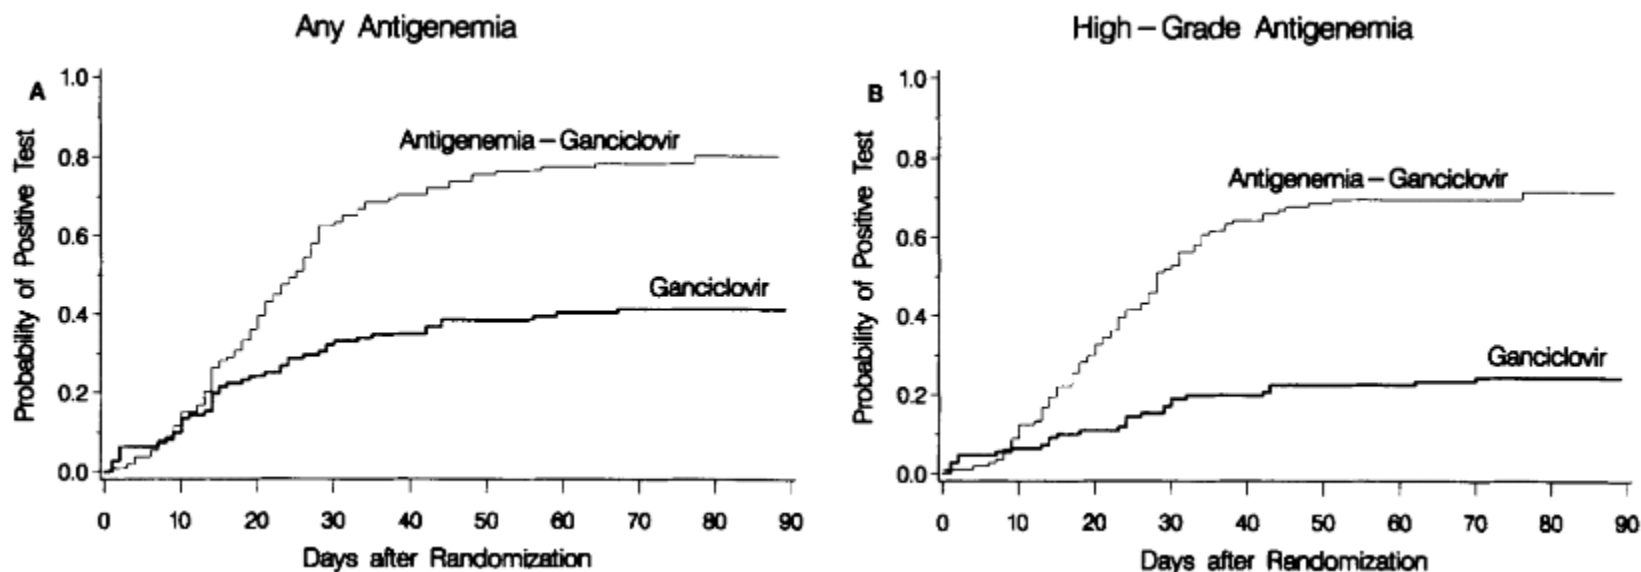 Any Antigenemia
A
Probability of Positive Test
1.0
0.8
0.6
0.4
0.2
0.0
Antigenemia – Ganciclovir
Ganciclovir
0 10 20 30 40 50 60 70 80 90
Days after Randomization
High – Grade Antigenemia
B
Probability of Positive Test
1.0
0.8
0.6
0.4
0.2
0.0
Antigenemia – Ganciclovir
Ganciclovir
0 10 20 30 40 50 60 70 80 90
Days after Randomization